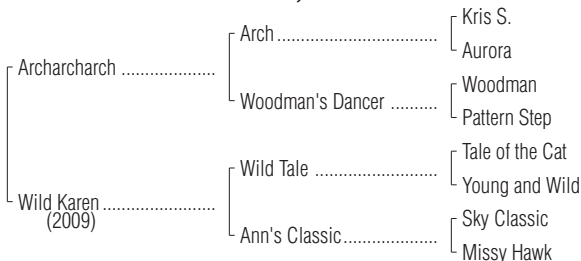 Kris S.
Arch
Aurora
Archarcharch
Woodman
Woodman's Dancer
Pattern Step
Tale of the Cat
Wild Tale
Young and Wild
Wild Karen
(2009)
Sky Classic
Ann's Classic
Missy Hawk